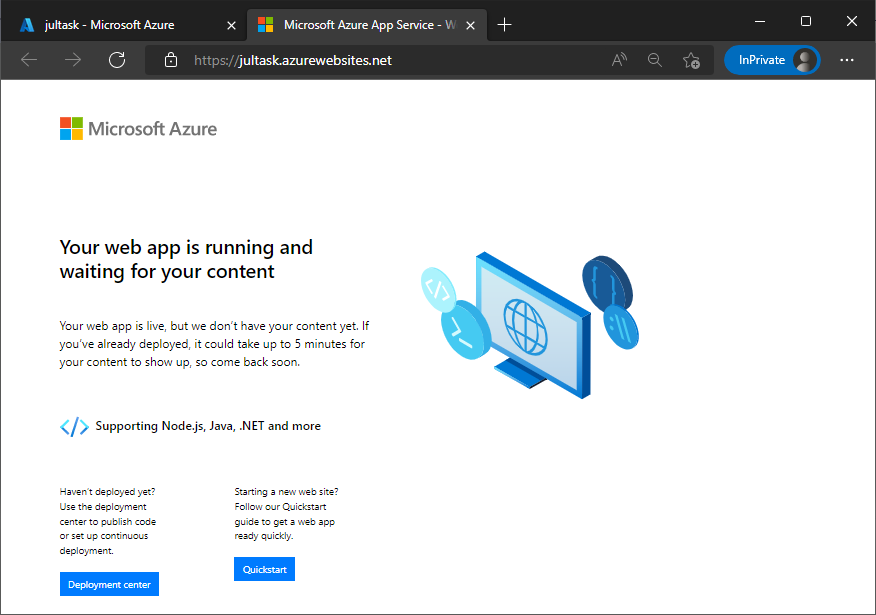 jultask - Microsoft Azure
Microsoft Azure App Service - W
https://jultask.azurewebsites.net
InPrivate
Microsoft Azure
Your web app is running and
waiting for your content
Your web app is live, but we don’t have your content yet. If
you’ve already deployed, it could take up to 5 minutes for
your content to show up, so come back soon.
</>
Supporting Node.js, Java, .NET and more
Haven’t deployed yet?
Use the deployment
center to publish code
or set up continuous
deployment.
Deployment center
Starting a new web site?
Follow our Quickstart
guide to get a web app
ready quickly.
Quickstart